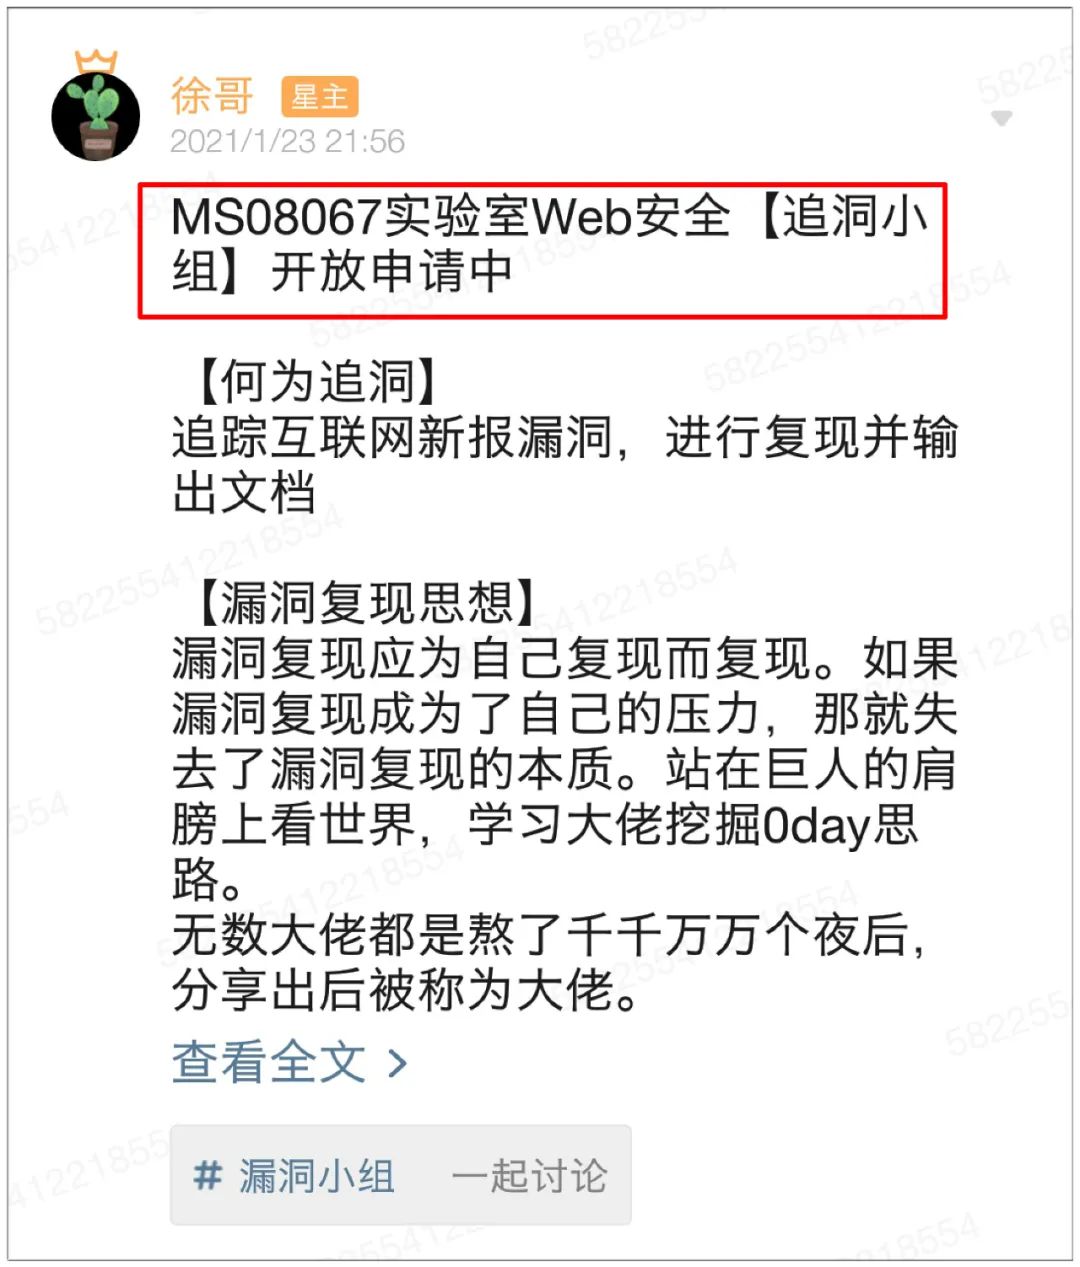 徐哥 星主
2021/1/23 21:56
MS08067实验室Web安全【追洞小
组】开放申请中
【何为追洞】
追踪互联网新报漏洞，进行复现并输
出文档
【漏洞复现思想】
漏洞复现应为自己复现而复现。如果
漏洞复现成为了自己的压力，那就失
去了漏洞复现的本质。站在巨人的肩
膀上看世界，学习大佬挖掘0day思
路。
无数大佬都是熬了千千万万个夜后，
分享出后被称为大佬。
查看全文 >
# 漏洞小组 一起讨论
582255412218554